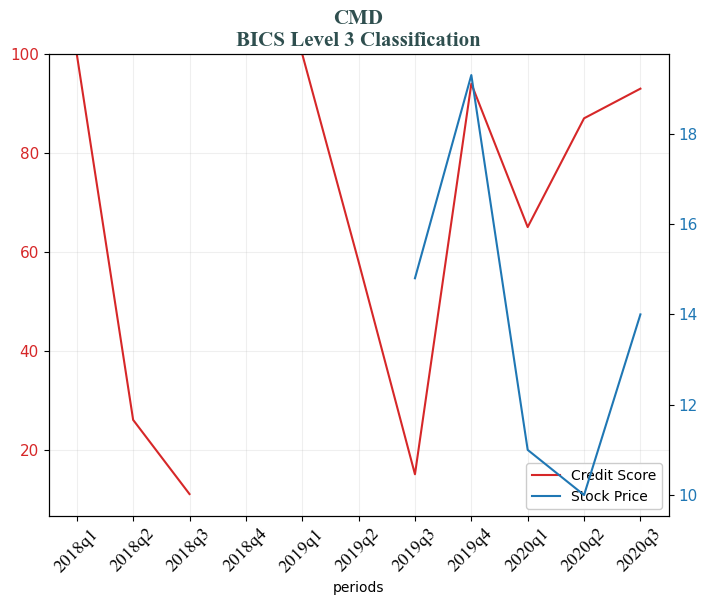 CMD
BICS Level 3 Classification
100
80
60
40
20
18
16
14
12
10
Credit Score
Stock Price
2018q1
2018q2
2018q3
2018q4
2019q1
2019q2
2019q3
2019q4
2020q1
2020q2
2020q3
periods